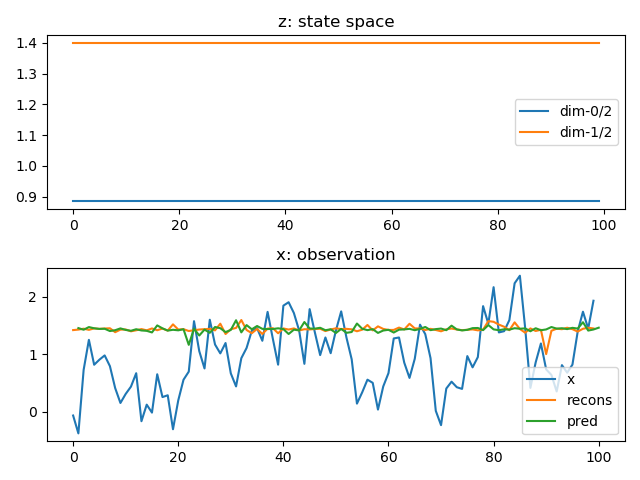 z: state space
1.4
1.3
1.2
1.1
1.0
0.9
dim-0/2
dim-1/2
0 20 40 60 80 100
x: observation
2
1
0
x
recons
pred
0 20 40 60 80 100